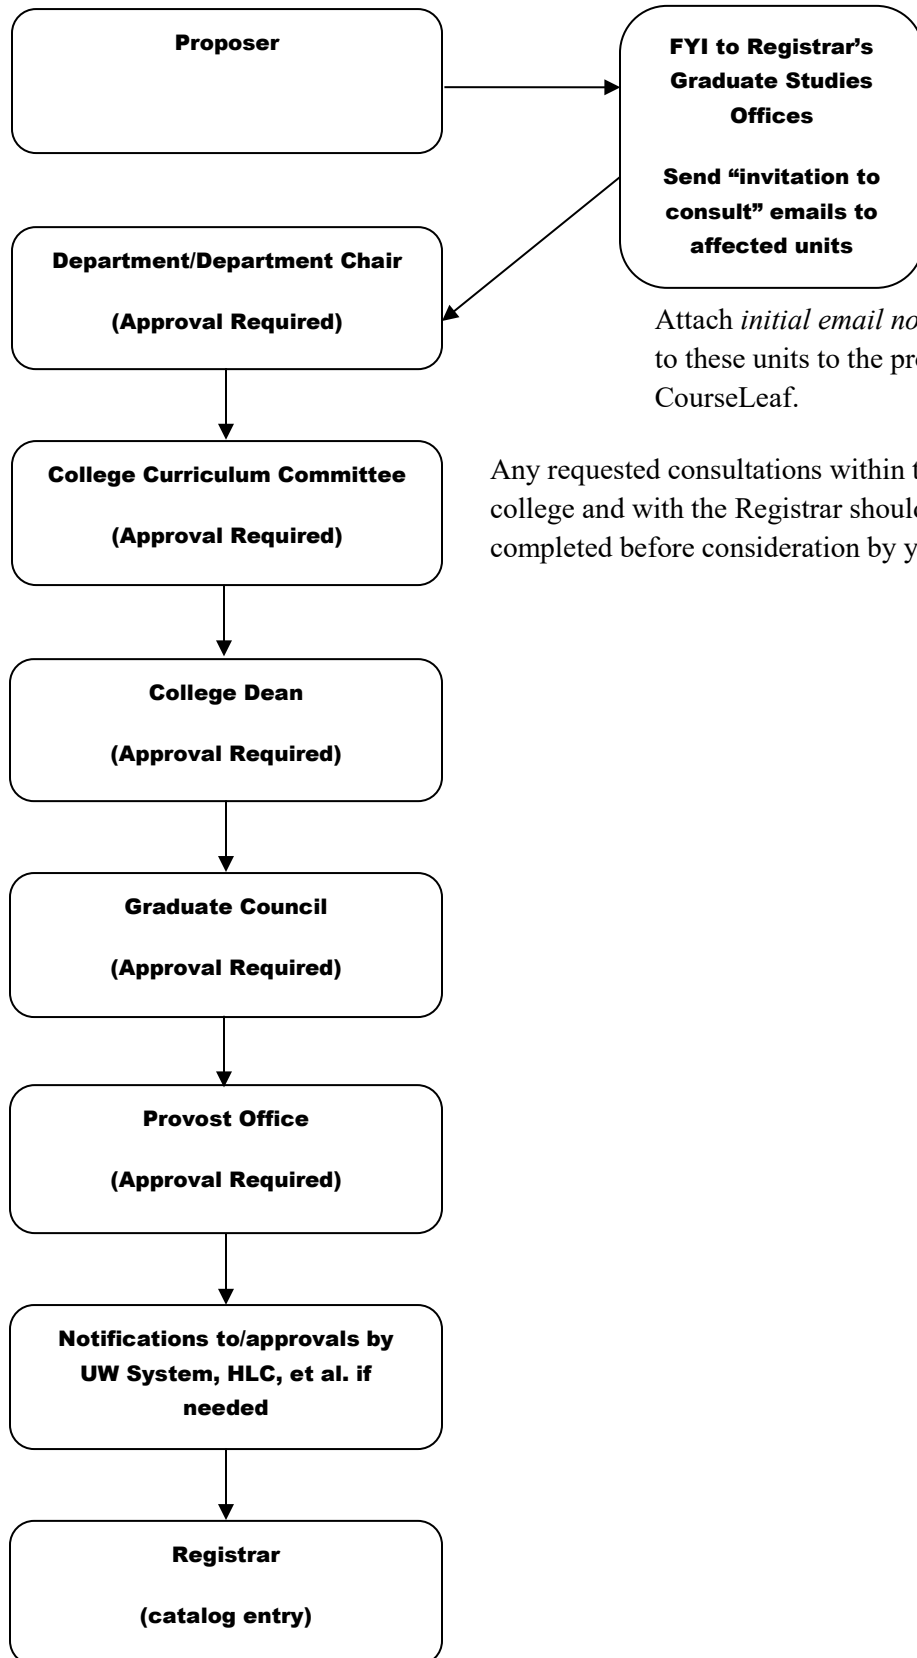 Proposer
FYI to Registrar’s
Graduate Studies
Offices
Send “invitation to
consult” emails to
affected units
Department/Department Chair
(Approval Required)
Attach initial email
to these units to the
CourseLeaf.
College Curriculum Committee
(Approval Required)
Any requested consultations within
college and with the Registrar
completed before consideration by
College Dean
(Approval Required)
Graduate Council
(Approval Required)
Provost Office
(Approval Required)
Notifications to/approvals by
UW System, HLC, et al. if
needed
Registrar
(catalog entry)